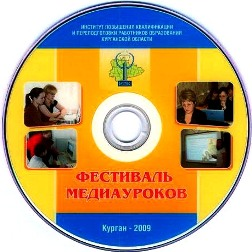 ИНСТИТУТ ПОВЫШЕНИЯ КВАЛИФИКАЦИИ
И ПЕРЕПОДГОТОВКИ РАБОТНИКОВ ОБРАЗОВАНИЯ
КУРГАНСКОЙ ОБЛАСТИ
ФЕСТИВАЛЬ
МЕДИАУРОКОВ
Курган - 2009